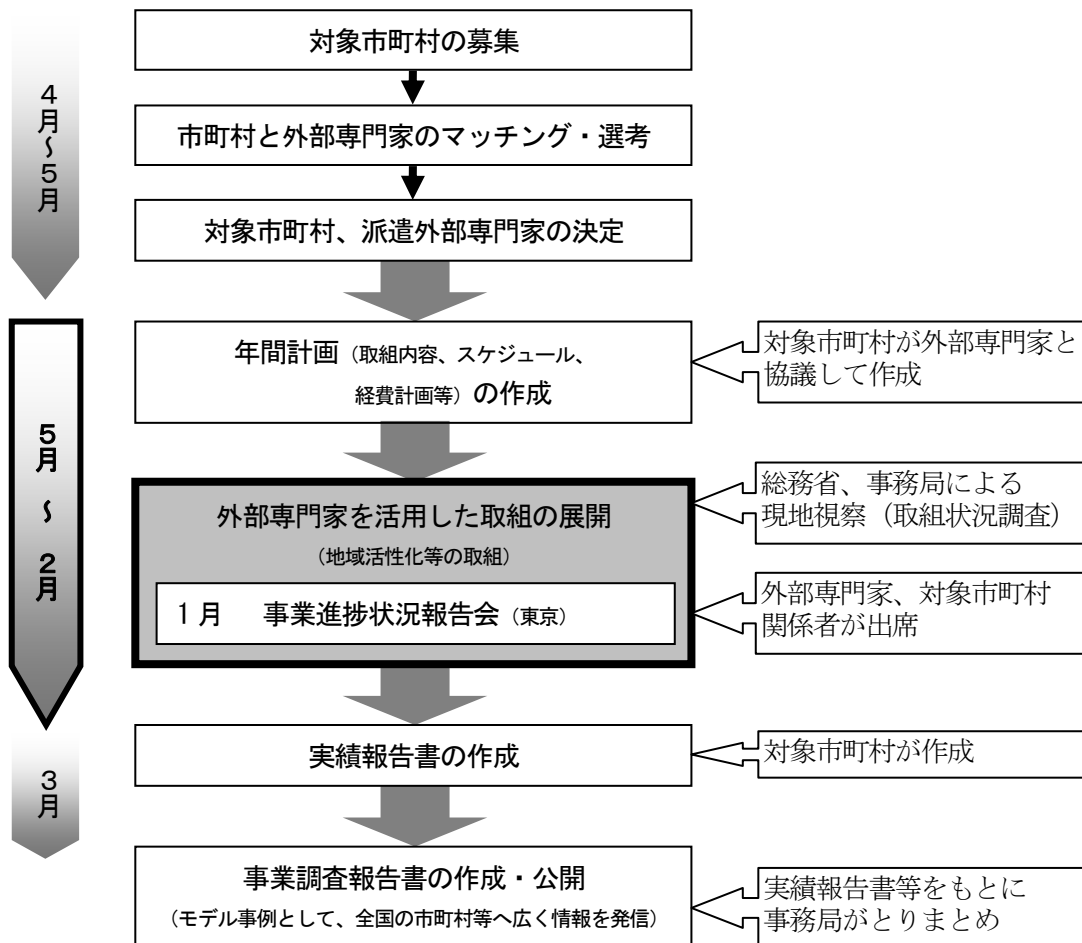 4月~5月
対象市町村の募集
市町村と外部専門家のマッチング・選考
対象市町村、派遣外部専門家の決定
5月~2月
年間計画（取組内容、スケジュール、
経費計画等）の作成
対象市町村が外部専門家と
協議して作成
外部専門家を活用した取組の展開
（地域活性化等の取組）
総務省、事務局による
現地視察（取組状況調査）
1月　事業進捗状況報告会（東京）
外部専門家、対象市町村
関係者が出席
3月
実績報告書の作成
対象市町村が作成
事業調査報告書の作成・公開
（モデル事例として、全国の市町村等へ広く情報を発信）
実績報告書等をもとに
事務局がとりまとめ